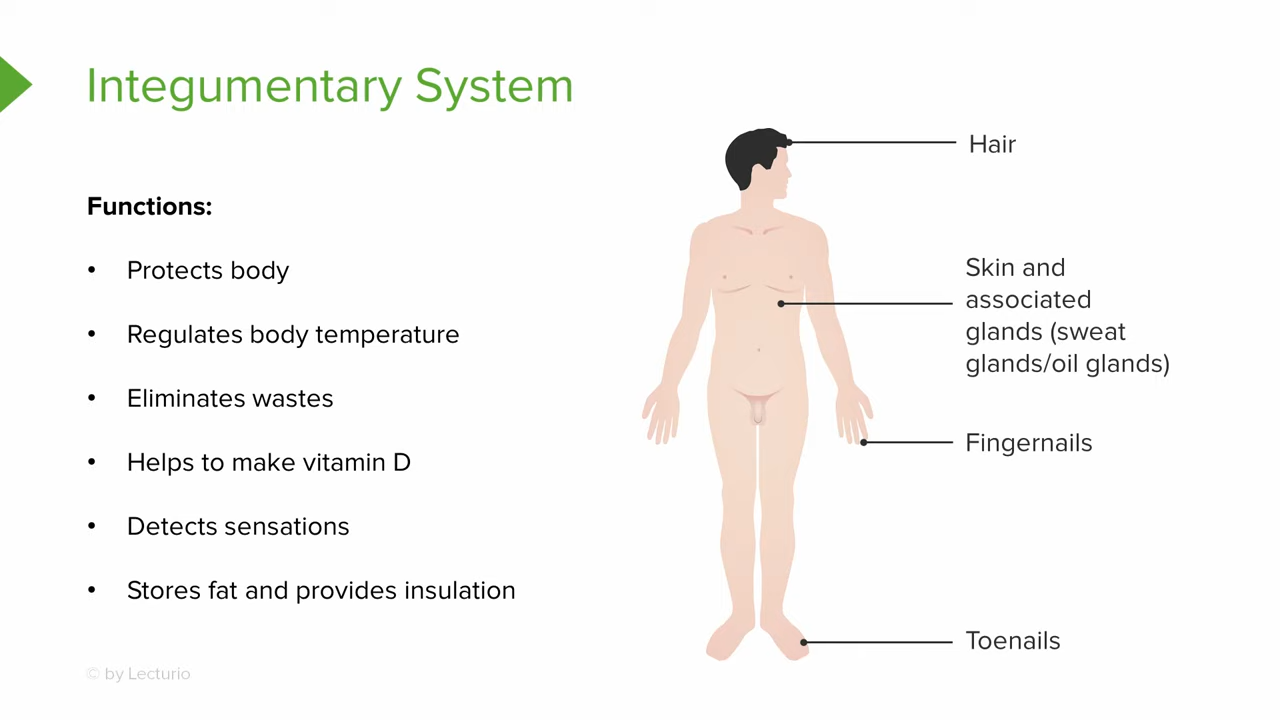 Integumentary System
Functions:
• Protects body
• Regulates body temperature
• Eliminates wastes
• Helps to make vitamin D
• Detects sensations
• Stores fat and provides insulation
Hair
Skin and
associated
glands (sweat
glands/oil glands)
Fingernails
Toenails
© by Lecturio